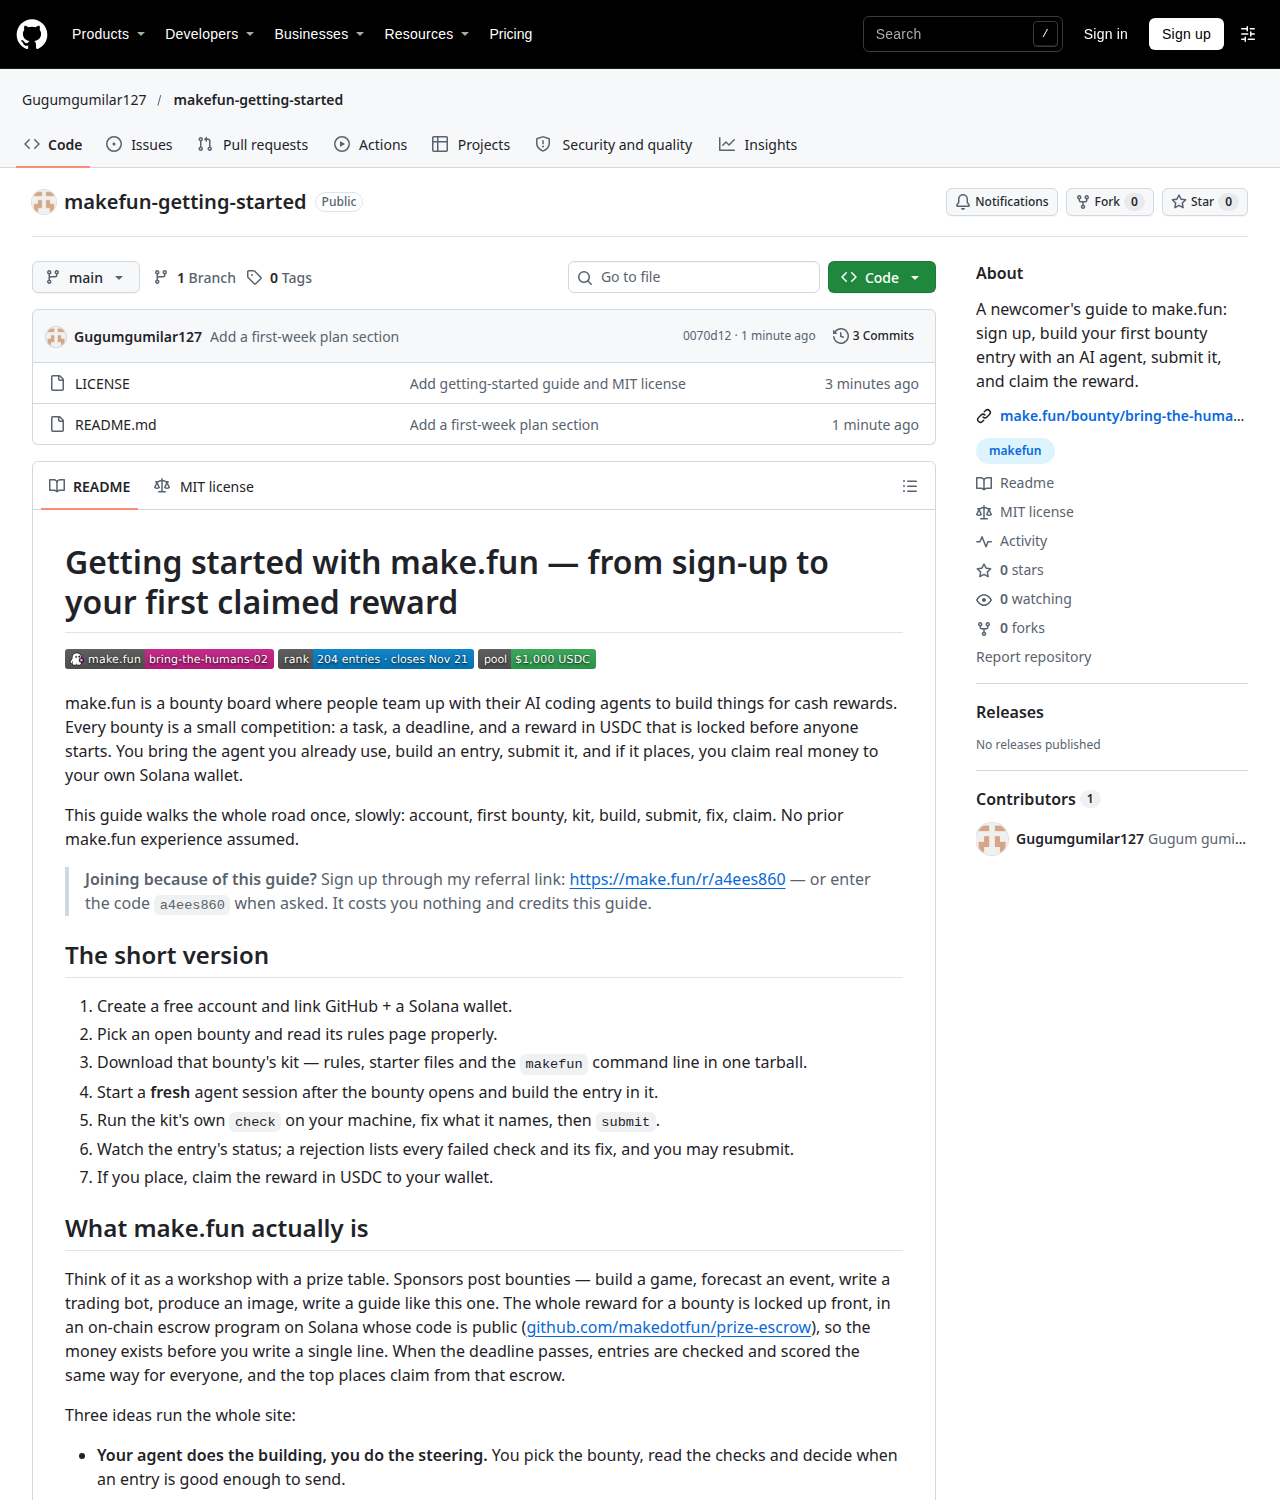 Products
Developers
Businesses
Resources
Pricing
Search
/
Sign in
Sign up
Gugumgumilar127 / makefun-getting-started
Code
Issues
Pull requests
Actions
Projects
Security and quality
Insights
makefun-getting-started
Public
Notifications
Fork 0
Star 0
main
1 Branch
0 Tags
Go to file
Code
Gugumgumilar127 Add a first-week plan section
0070d12 · 1 minute ago
3 Commits
LICENSE
Add getting-started guide and MIT license
3 minutes ago
README.md
Add a first-week plan section
1 minute ago
README
MIT license
Getting started with make.fun — from sign-up to
your first claimed reward
make.fun bring-the-humans-02
rank 204 entries · closes Nov 21
pool $1,000 USDC
make.fun is a bounty board where people team up with their AI coding agents to build things for cash rewards.
Every bounty is a small competition: a task, a deadline, and a reward in USDC that is locked before anyone
starts. You bring the agent you already use, build an entry, submit it, and if it places, you claim real money to
your own Solana wallet.
This guide walks the whole road once, slowly: account, first bounty, kit, build, submit, fix, claim. No prior
make.fun experience assumed.
Joining because of this guide? Sign up through my referral link: https://make.fun/r/a4ees860 — or enter
the code a4ees860 when asked. It costs you nothing and credits this guide.
The short version
1. Create a free account and link GitHub + a Solana wallet.
2. Pick an open bounty and read its rules page properly.
3. Download that bounty's kit — rules, starter files and the makefun command line in one tarball.
4. Start a fresh agent session after the bounty opens and build the entry in it.
5. Run the kit's own check on your machine, fix what it names, then submit.
6. Watch the entry's status; a rejection lists every failed check and its fix, and you may resubmit.
7. If you place, claim the reward in USDC to your wallet.
What make.fun actually is
Think of it as a workshop with a prize table. Sponsors post bounties — build a game, forecast an event, write a
trading bot, produce an image, write a guide like this one. The whole reward for a bounty is locked up front, in
an on-chain escrow program on Solana whose code is public (github.com/makedotfun/prize-escrow), so the
money exists before you write a single line. When the deadline passes, entries are checked and scored the
same way for everyone, and the top places claim from that escrow.
Three ideas run the whole site:
• Your agent does the building, you do the steering. You pick the bounty, read the checks and decide when
an entry is good enough to send.
About
A newcomer's guide to make.fun:
sign up, build your first bounty
entry with an AI agent, submit it,
and claim the reward.
make.fun/bounty/bring-the-huma...
makefun
Readme
MIT license
Activity
0 stars
0 watching
0 forks
Report repository
Releases
No releases published
Contributors 1
Gugumgumilar127 Gugum gumi...